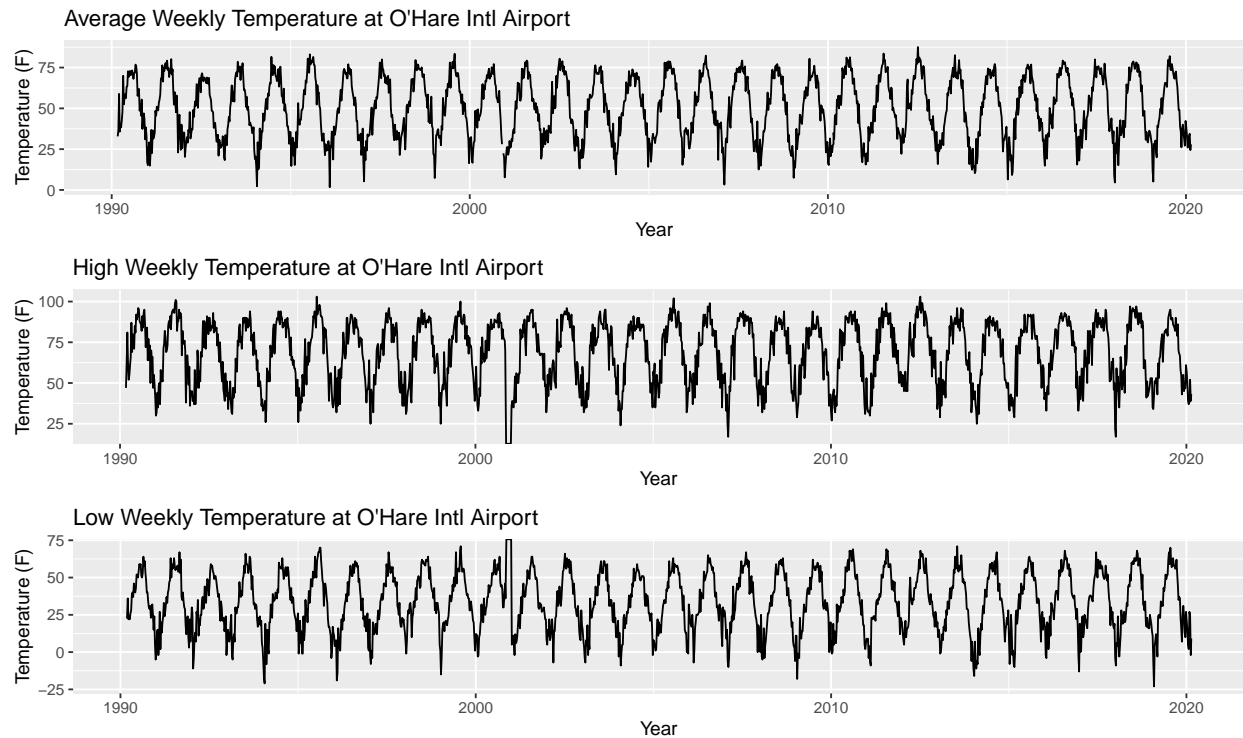 Average Weekly Temperature at O'Hare Intl Airport
Temperature (F)
75
50
25
0
1990
2000
2010
2020
Year
High Weekly Temperature at O'Hare Intl Airport
Temperature (F)
100
75
50
25
1990
2000
2010
2020
Year
Low Weekly Temperature at O'Hare Intl Airport
Temperature (F)
75
50
25
0
−25
1990
2000
2010
2020
Year